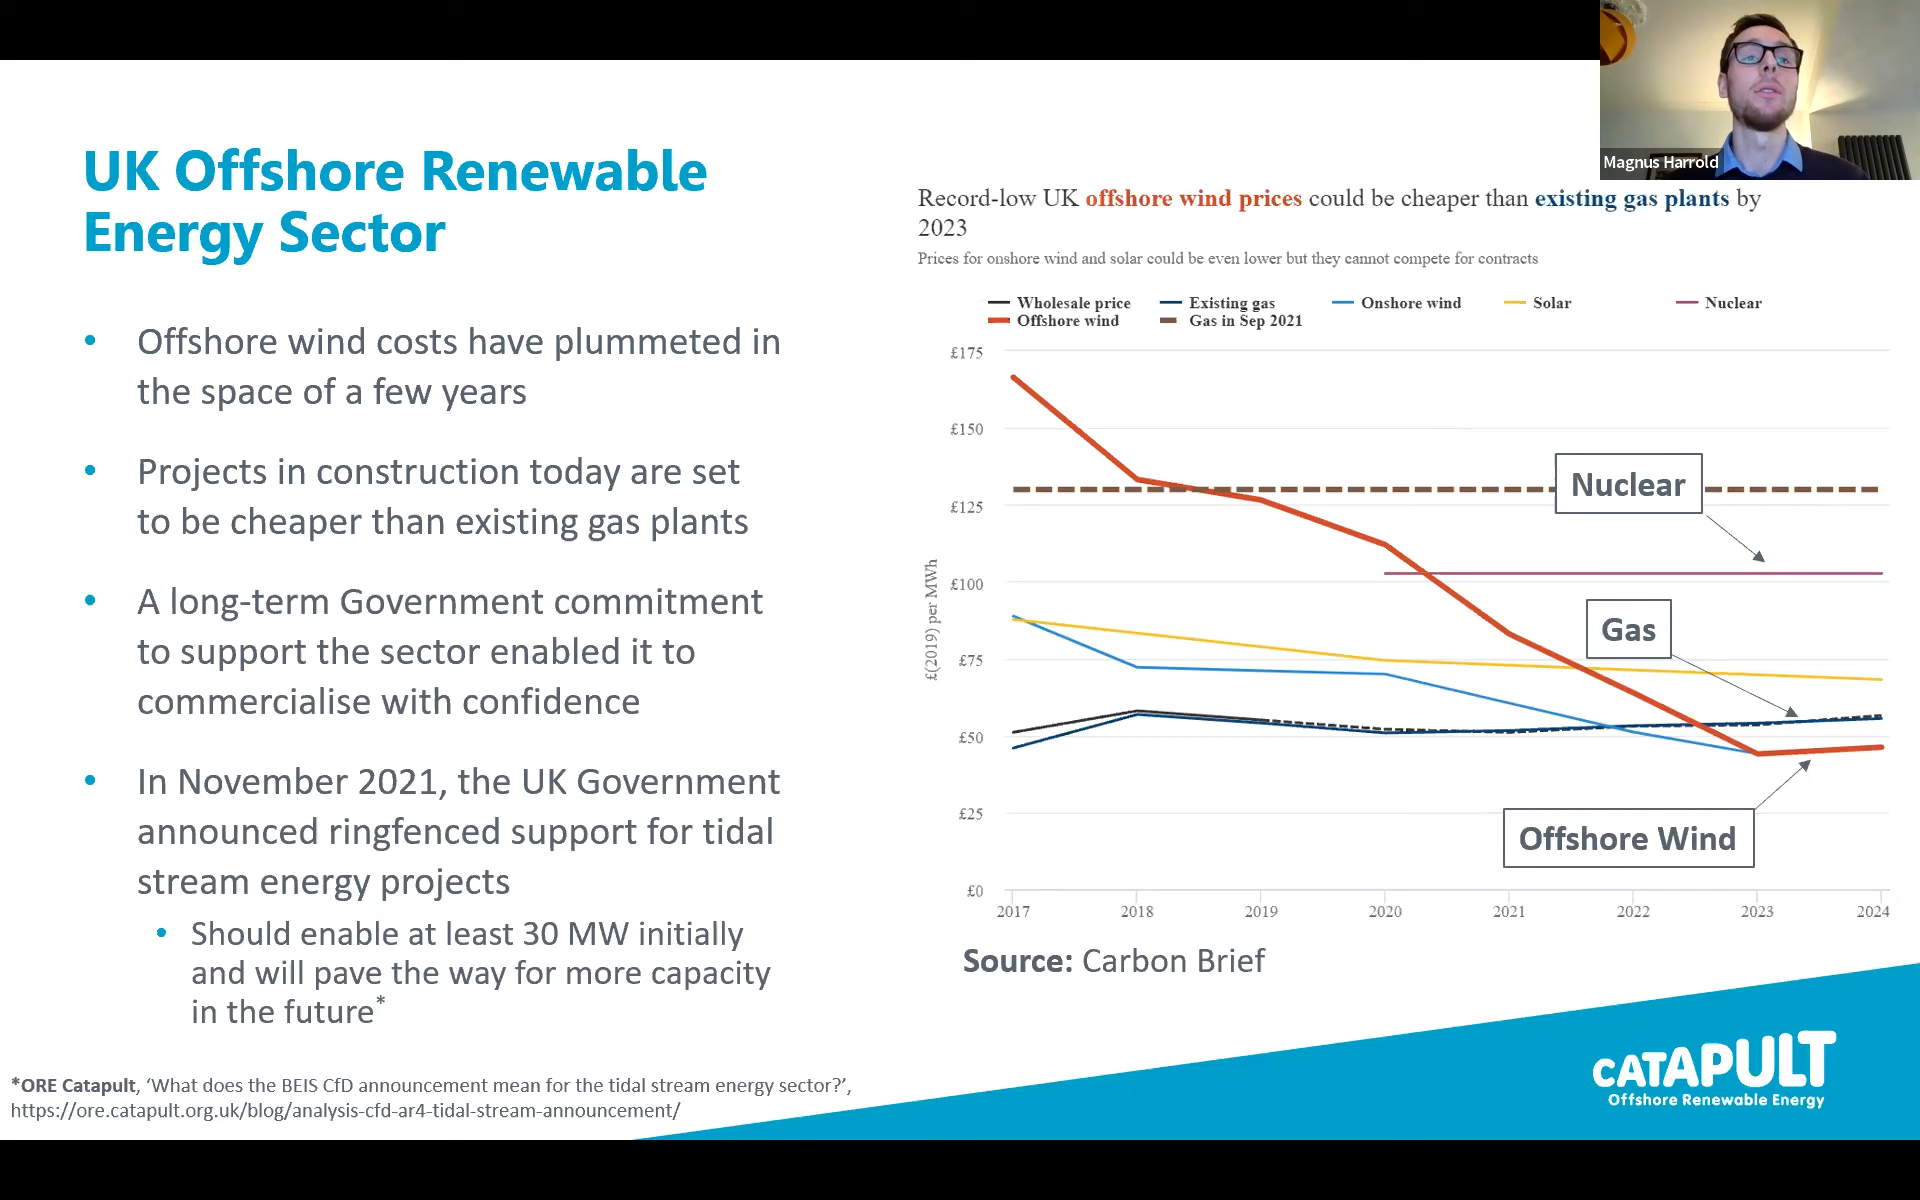 Magnus Harrold
UK Offshore Renewable
Energy Sector
• Offshore wind costs have plummeted in
the space of a few years
• Projects in construction today are set
to be cheaper than existing gas plants
• A long-term Government commitment
to support the sector enabled it to
commercialise with confidence
• In November 2021, the UK Government
announced ringfenced support for tidal
stream energy projects
• Should enable at least 30 MW initially
and will pave the way for more capacity
in the future*
*ORE Catapult, ‘What does the BEIS CfD announcement mean for the tidal stream energy sector?’,
https://ore.catapult.org.uk/blog/analysis-cfd-ar4-tidal-stream-announcement/
Record-low UK offshore wind prices could be cheaper than existing gas plants by
2023
Prices for onshore wind and solar could be even lower but they cannot compete for contracts
Wholesale price Existing gas Onshore wind Solar Nuclear
Offshore wind Gas in Sep 2021
£(2019) per MWh
£175
£150
£125
£100
£75
£50
£25
£0
Nuclear
Gas
Offshore Wind
2017 2018 2019 2020 2021 2022 2023 2024
Source: Carbon Brief
CATAPULT
Offshore Renewable Energy